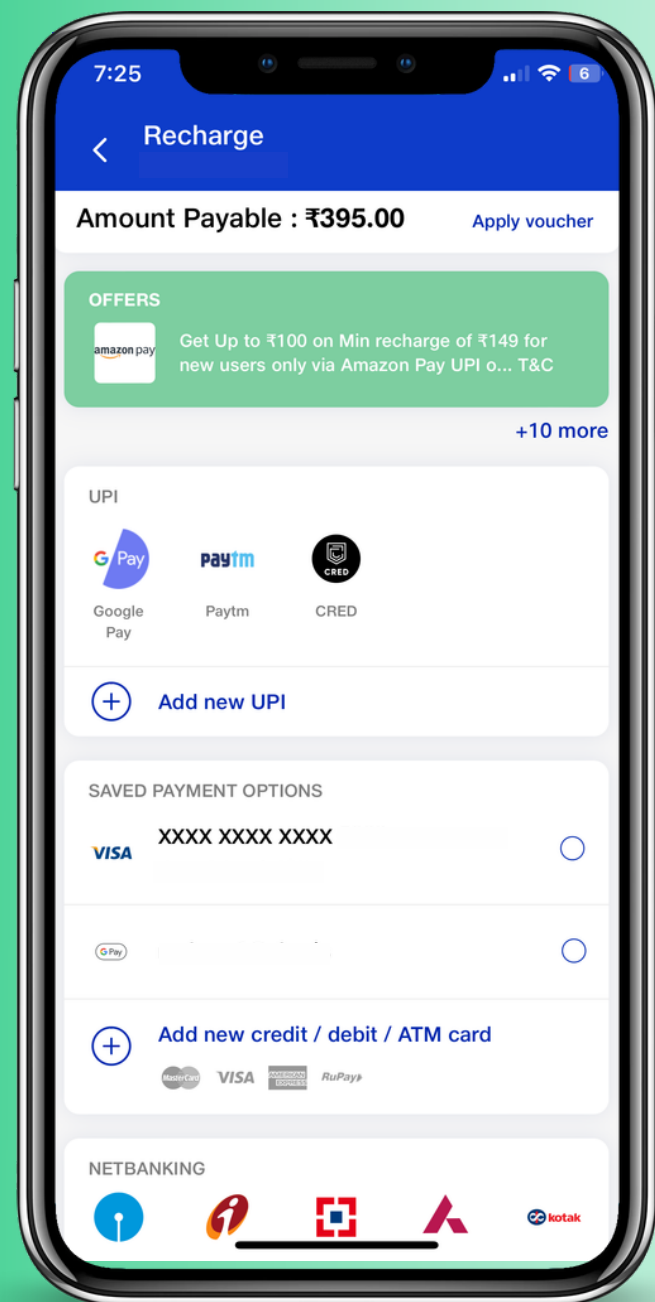 7:25
6
Recharge
Amount Payable : ₹395.00
Apply voucher
OFFERS
amazon pay
Get Up to ₹100 on Min recharge of ₹149 for
new users only via Amazon Pay UPI o... T&C
+10 more
UPI
G Pay
paytm
CRED
Google
Pay
Paytm
CRED
Add new UPI
SAVED PAYMENT OPTIONS
VISA
XXXX XXXX XXXX
G Pay
Add new credit / debit / ATM card
MasterCard
VISA
AMERICAN
EXPRESS
RuPay
NETBANKING
kotak